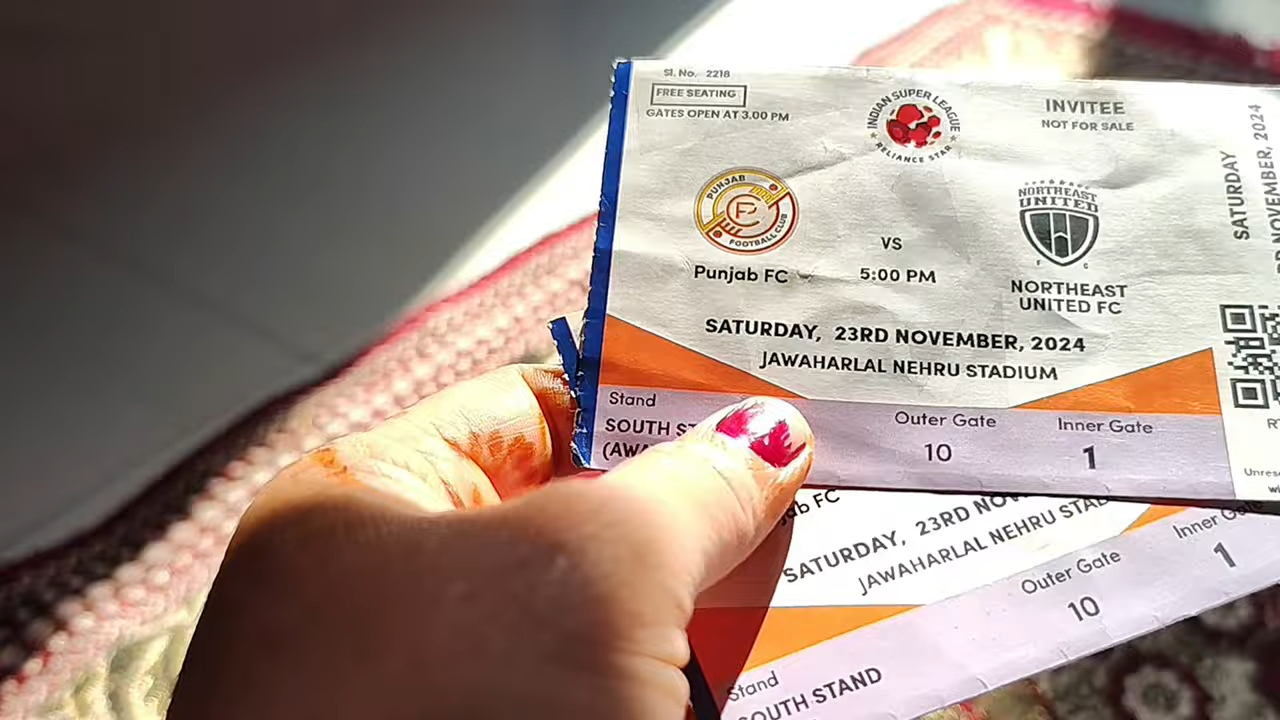 Sl. No. 2218
FREE SEATING
GATES OPEN AT 3.00 PM
INDIAN SUPER LEAGUE
RELIANCE STAR
INVITEE
NOT FOR SALE
PUNJAB
FOOTBALL CLUB
Punjab FC
VS
5:00 PM
NORTHEAST
UNITED
F C
NORTHEAST
UNITED FC
SATURDAY, 23RD NOVEMBER, 2024
JAWAHARLAL NEHRU STADIUM
Stand
SOUTH
Outer Gate
10
Inner Gate
1
SATURDAY
NOVEMBER, 2024
FC
SATURDAY, 23RD
JAWAHARLAL NEHRU
Stand
SOUTH STAND
Outer Gate
10
Inner
1